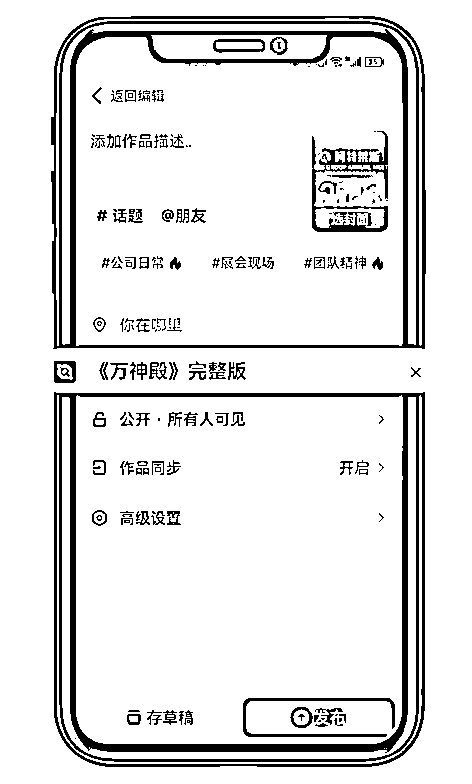 返回编辑
添加作品描述..
# 话题 @朋友
选封面
#公司日常 #展会现场 #团队精神
你在哪里
《万神殿》完整版 ×
公开·所有人可见
作品同步 开启
高级设置
存草稿 发布